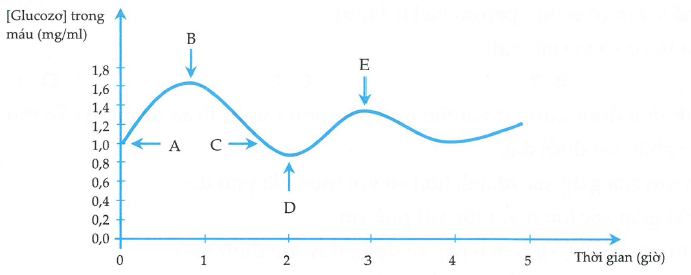 [Glucozơ] trong
máu (mg/ml)
B
E
1,8
1,6
1,4
1,2
1,0
A
C
0,8
0,6
D
0,4
0,2
0,0
0
1
2
3
4
5
Thời gian (giờ)